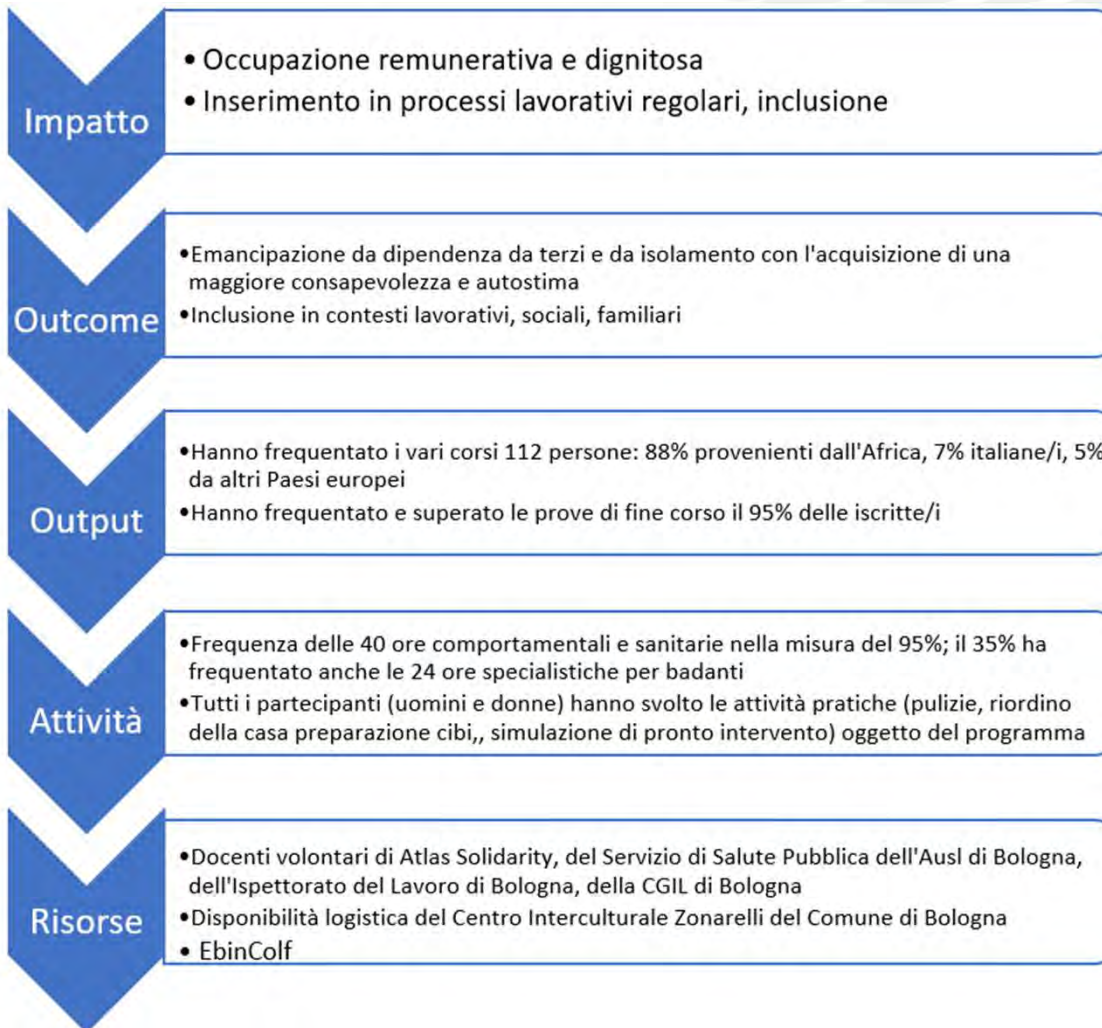 Impatto
• Occupazione remunerativa e dignitosa
• Inserimento in processi lavorativi regolari, inclusione
Outcome
•Emancipazione da dipendenza da terzi e da isolamento con l'acquisizione di una
maggiore consapevolezza e autostima
•Inclusione in contesti lavorativi, sociali, familiari
Output
•Hanno frequentato i vari corsi 112 persone: 88% provenienti dall'Africa, 7% italiane/i, 5%
da altri Paesi europei
•Hanno frequentato e superato le prove di fine corso il 95% delle iscritte/i
Attività
•Frequenza delle 40 ore comportamentali e sanitarie nella misura del 95%; il 35% ha
frequentato anche le 24 ore specialistiche per badanti
•Tutti i partecipanti (uomini e donne) hanno svolto le attività pratiche (pulizie, riordino
della casa preparazione cibi,, simulazione di pronto intervento) oggetto del programma
Risorse
•Docenti volontari di Atlas Solidarity, del Servizio di Salute Pubblica dell'Ausl di Bologna,
dell'Ispettorato del Lavoro di Bologna, della CGIL di Bologna
•Disponibilità logistica del Centro Interculturale Zonarelli del Comune di Bologna
• EbinColf